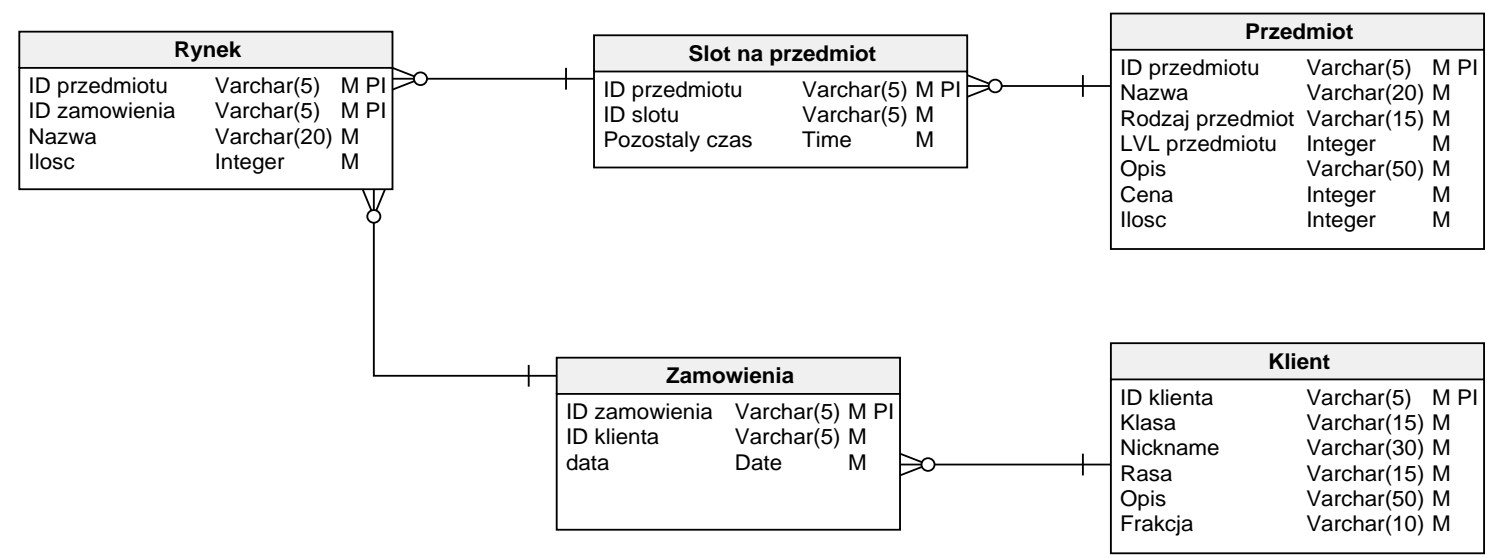 Rynek
ID przedmiotu Varchar(5) M PI
ID zamowienia Varchar(5) M PI
Nazwa Varchar(20) M
Ilosc Integer M
Slot na przedmiot
ID przedmiotu Varchar(5) M PI
ID slotu Varchar(5) M
Pozostaly czas Time M
Przedmiot
ID przedmiotu Varchar(5) M PI
Nazwa Varchar(20) M
Rodzaj przedmiot Varchar(15) M
LVL przedmiotu Integer M
Opis Varchar(50) M
Cena Integer M
Ilosc Integer M
Zamowienia
ID zamowienia Varchar(5) M PI
ID klienta Varchar(5) M
data Date M
Klient
ID klienta Varchar(5) M PI
Klasa Varchar(15) M
Nickname Varchar(30) M
Rasa Varchar(15) M
Opis Varchar(50) M
Frakcja Varchar(10) M